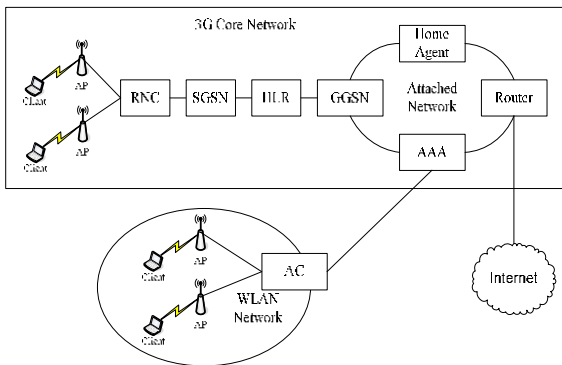 3G Core Network
Home
Agent
Client
AP
RNC
SGSN
HLR
GGSN
Attached
Network
Router
Client
AP
AAA
Client
AP
AC
WLAN
Network
Client
AP
Internet